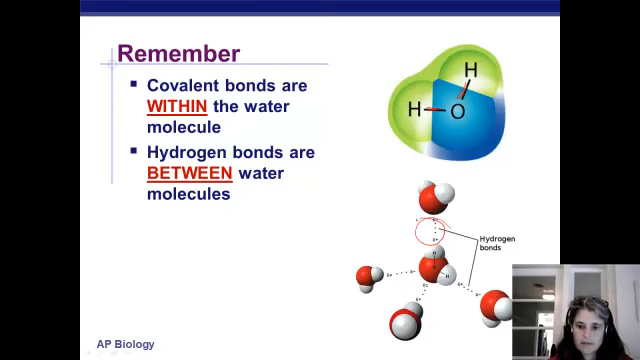 Remember
Covalent bonds are
WITHIN the water
molecule
Hydrogen bonds are
BETWEEN water
molecules
H
H
O
Hydrogen
bonds
H
H
AP Biology